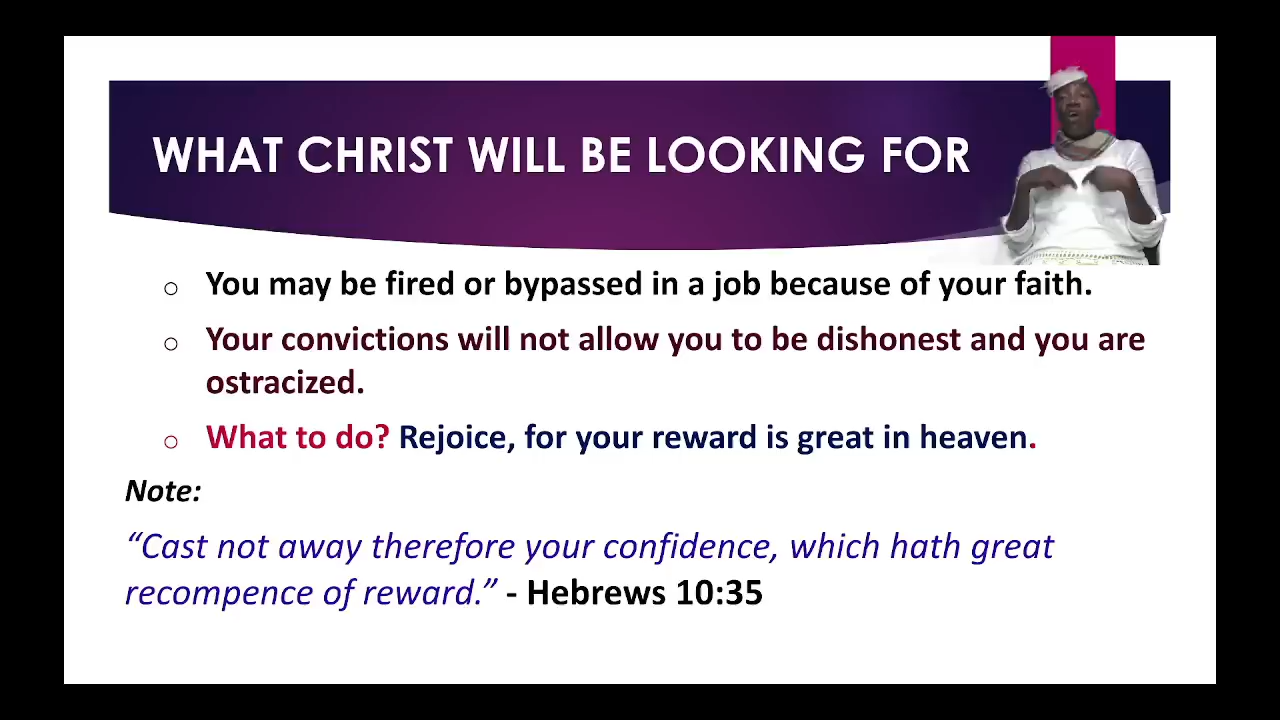 WHAT CHRIST WILL BE LOOKING FOR
You may be fired or bypassed in a job because of your faith.
Your convictions will not allow you to be dishonest and you are
ostracized.
What to do? Rejoice, for your reward is great in heaven.
Note:
“Cast not away therefore your confidence, which hath great
recompence of reward.” - Hebrews 10:35